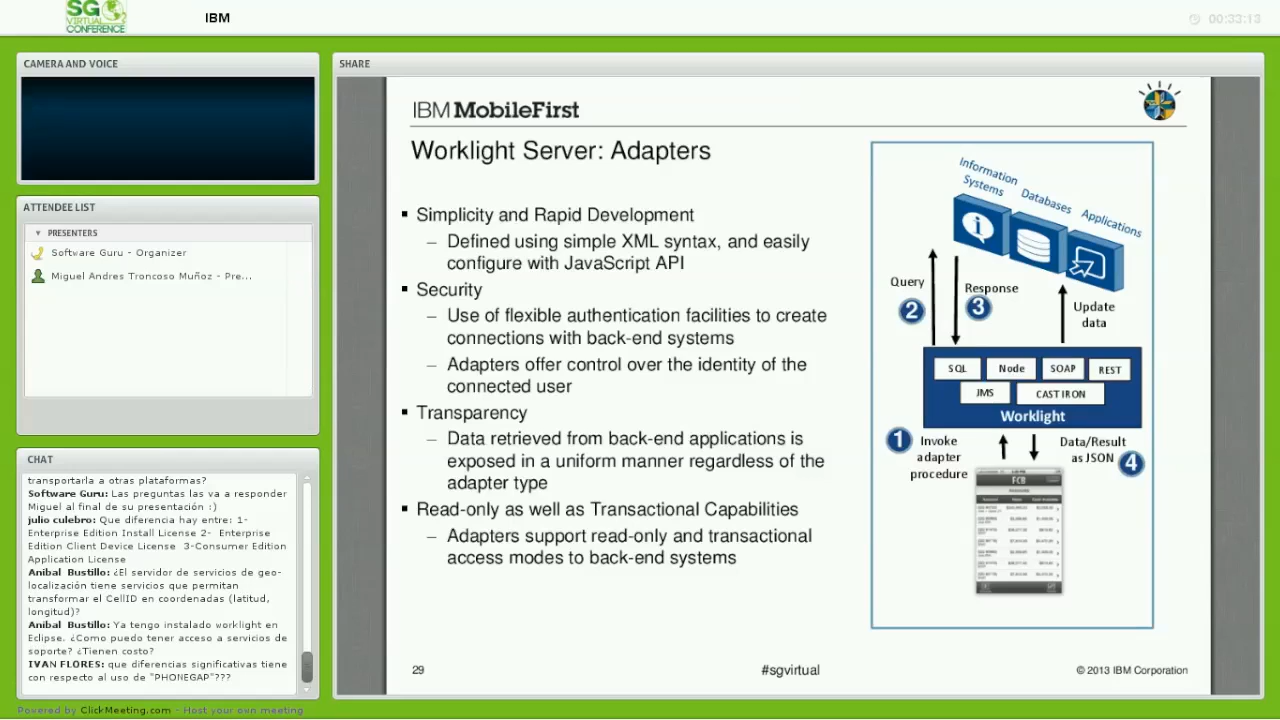 SG
VIRTUAL
CONFERENCE
IBM
00:33:13
CAMERA AND VOICE
ATTENDEE LIST
PRESENTERS
Software Guru - Organizer
Miguel Andres Troncoso Muñoz - Pre...
CHAT
transportarla a otras plataformas?
Software Guru: Las preguntas las va a responder
Miguel al final de su presentación :)
julio culebro: Que diferencia hay entre: 1-
Enterprise Edition Install License 2- Enterprise
Edition Client Device License 3-Consumer Edition
Application License
Anibal Bustillo: ¿El servidor de servicios de geo-
localización tiene servicios que permitan
transformar el CellID en coordenadas (latitud,
longitud)?
Anibal Bustillo: Ya tengo instalado worklight en
Eclipse. ¿Como puedo tener acceso a servicios de
soporte? ¿Tienen costo?
IVAN FLORES: que diferencias significativas tiene
con respecto al uso de "PHONEGAP"???
Powered by ClickMeeting.com - Host your own meeting
SHARE
IBM MobileFirst
Worklight Server: Adapters
▪ Simplicity and Rapid Development
– Defined using simple XML syntax, and easily
configure with JavaScript API
▪ Security
– Use of flexible authentication facilities to create
connections with back-end systems
– Adapters offer control over the identity of the
connected user
▪ Transparency
– Data retrieved from back-end applications is
exposed in a uniform manner regardless of the
adapter type
▪ Read-only as well as Transactional Capabilities
– Adapters support read-only and transactional
access modes to back-end systems
Information
Systems
Databases
Applications
Query
2
Response
3
Update
data
SQL
Node
SOAP
REST
JMS
CAST IRON
Worklight
1
Invoke
adapter
procedure
Data/Result
as JSON
4
FCB
29
#sgvirtual
© 2013 IBM Corporation